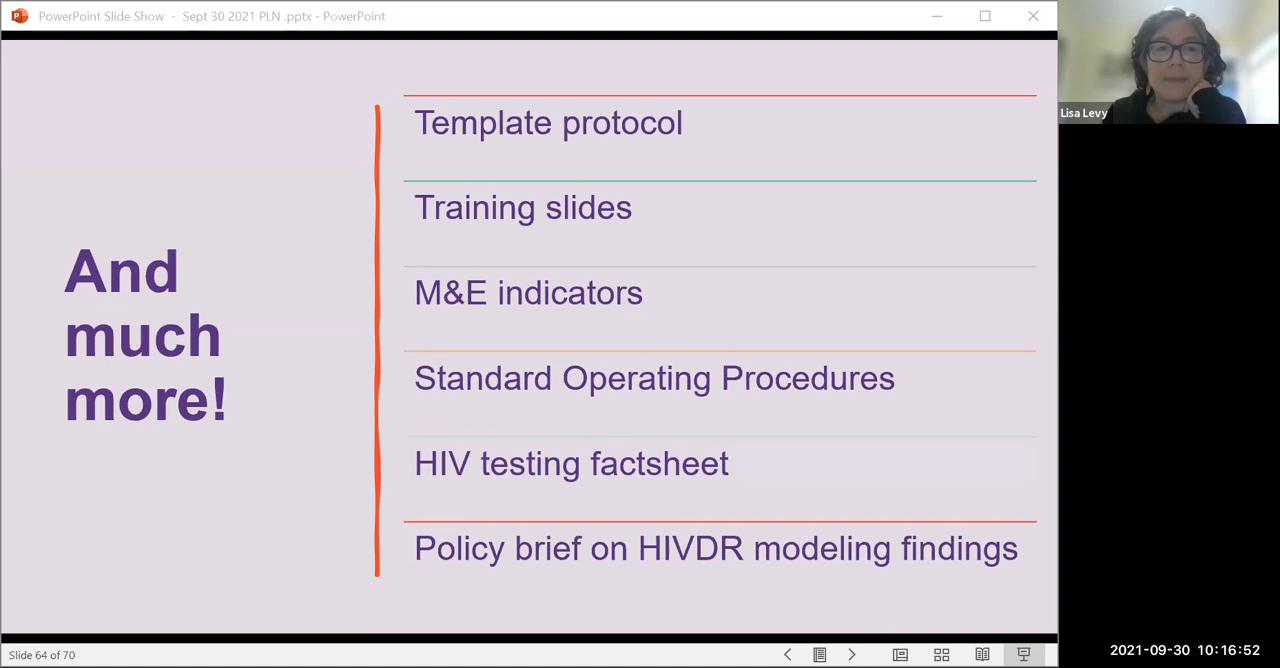 PowerPoint Slide Show - Sept 30 2021 PLN .pptx - PowerPoint
Lisa Levy
And
much
more!
Template protocol
Training slides
M&E indicators
Standard Operating Procedures
HIV testing factsheet
Policy brief on HIVDR modeling findings
Slide 64 of 70
2021-09-30 10:16:52